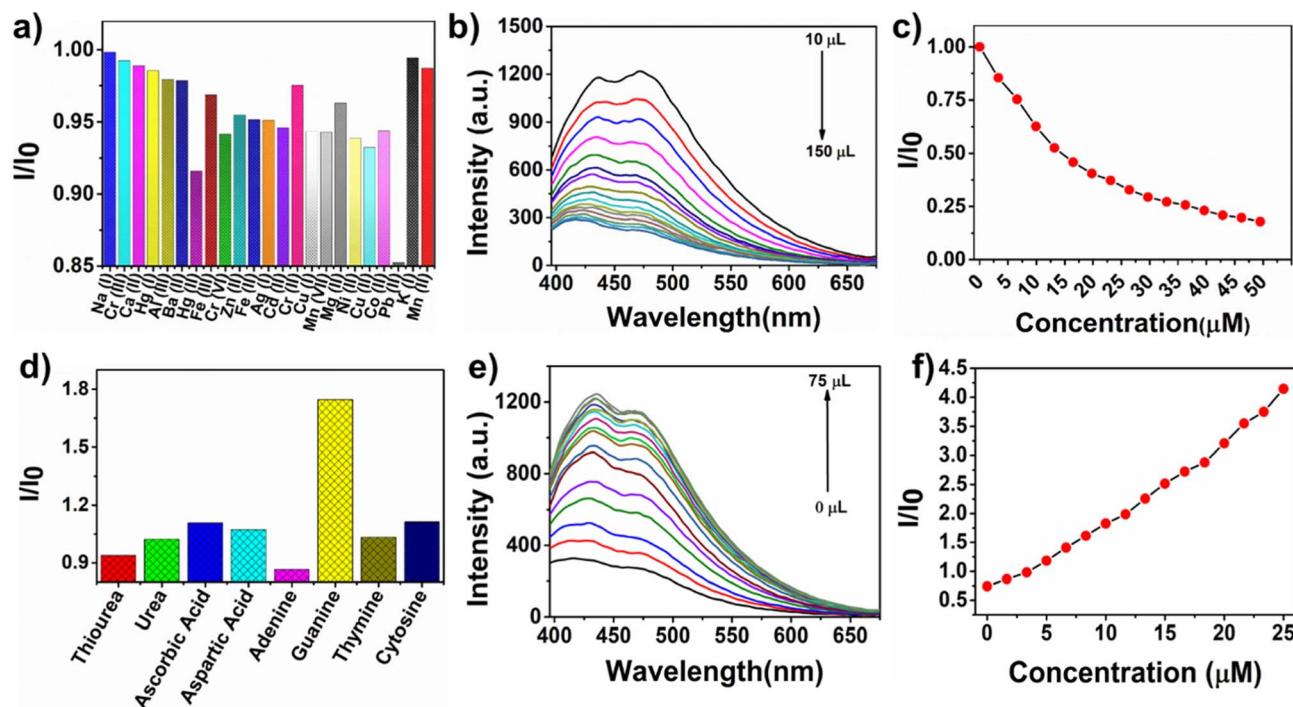 a)
1.00
0.95
0.90
0.85
I/I0
Na (I)
Cr (III)
Ca (II)
Hg (I)
Al (III)
Ba (II)
Hg (II)
Fe (III)
Cr (VI)
Zn (II)
Fe (II)
Ag (I)
Cd (II)
Cu (I)
Mn (VII)
Mg (II)
Ni (II)
Cu (II)
Co (II)
Pb (II)
K (I)
Mn (II)
b)
1500
1200
900
600
300
0
Intensity (a.u.)
10 μL
150 μL
400 450 500 550 600 650
Wavelength(nm)
c)
1.00
0.75
0.50
0.25
0.00
I/I0
0 5 10 15 20 25 30 35 40 45 50
Concentration(μM)
d)
1.8
1.5
1.2
0.9
I/I0
Thiourea
Urea
Ascorbic Acid
Aspartic Acid
Adenine
Guanine
Thymine
Cytosine
e)
1200
800
400
0
Intensity (a.u.)
75 μL
0 μL
400 450 500 550 600 650
Wavelength(nm)
f)
4.5
4.0
3.5
3.0
2.5
2.0
1.5
1.0
0.5
I/I0
0 5 10 15 20 25
Concentration (μM)